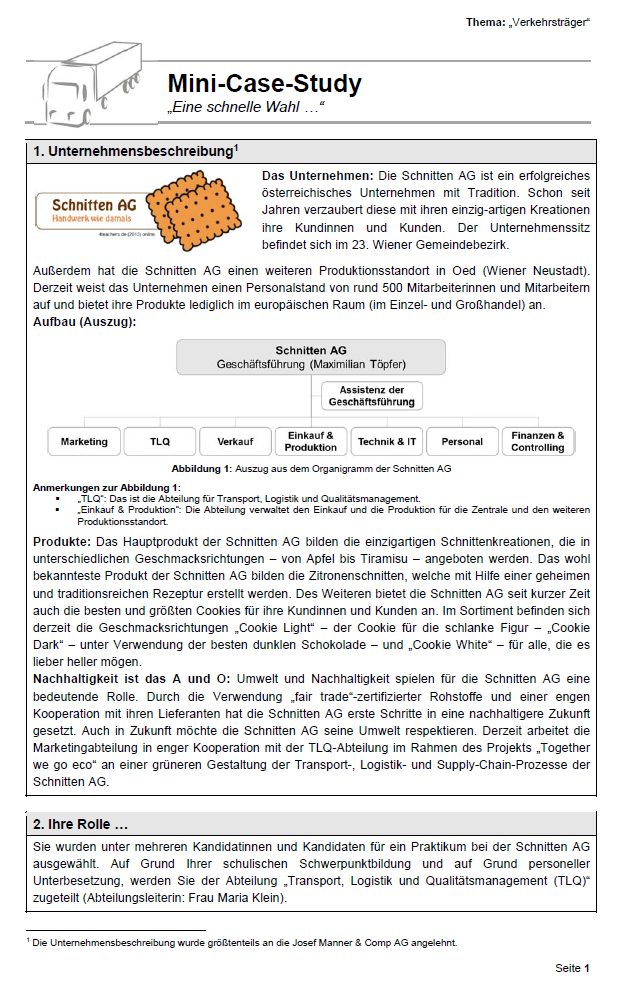 Thema: „Verkehrsträger“
Mini-Case-Study
„Eine schnelle Wahl …“
1. Unternehmensbeschreibung¹
Schnitten AG
Handwerk wie damals
4teachers.de (2013) online
Das Unternehmen: Die Schnitten AG ist ein erfolgreiches
österreichisches Unternehmen mit Tradition. Schon seit
Jahren verzaubert diese mit ihren einzig-artigen Kreationen
ihre Kundinnen und Kunden. Der Unternehmenssitz
befindet sich im 23. Wiener Gemeindebezirk.
Außerdem hat die Schnitten AG einen weiteren Produktionsstandort in Oed (Wiener Neustadt).
Derzeit weist das Unternehmen einen Personalstand von rund 500 Mitarbeiterinnen und Mitarbeitern
auf und bietet ihre Produkte lediglich im europäischen Raum (im Einzel- und Großhandel) an.
Aufbau (Auszug):
Schnitten AG
Geschäftsführung (Maximilian Töpfer)
Assistenz der
Geschäftsführung
Marketing
TLQ
Verkauf
Einkauf &
Produktion
Technik & IT
Personal
Finanzen &
Controlling
Abbildung 1: Auszug aus dem Organigramm der Schnitten AG
Anmerkungen zur Abbildung 1:
▪ „TLQ“: Das ist die Abteilung für Transport, Logistik und Qualitätsmanagement.
▪ „Einkauf & Produktion“: Die Abteilung verwaltet den Einkauf und die Produktion für die Zentrale und den weiteren
Produktionsstandort.
Produkte: Das Hauptprodukt der Schnitten AG bilden die einzigartigen Schnittenkreationen, die in
unterschiedlichen Geschmacksrichtungen – von Apfel bis Tiramisu – angeboten werden. Das wohl
bekannteste Produkt der Schnitten AG bilden die Zitronenschnitten, welche mit Hilfe einer geheimen
und traditionsreichen Rezeptur erstellt werden. Des Weiteren bietet die Schnitten AG seit kurzer Zeit
auch die besten und größten Cookies für ihre Kundinnen und Kunden an. Im Sortiment befinden sich
derzeit die Geschmacksrichtungen „Cookie Light“ – der Cookie für die schlanke Figur – „Cookie
Dark“ – unter Verwendung der besten dunklen Schokolade – und „Cookie White“ – für alle, die es
lieber heller mögen.
Nachhaltigkeit ist das A und O: Umwelt und Nachhaltigkeit spielen für die Schnitten AG eine
bedeutende Rolle. Durch die Verwendung „fair trade“-zertifizierter Rohstoffe und einer engen
Kooperation mit ihren Lieferanten hat die Schnitten AG erste Schritte in eine nachhaltigere Zukunft
gesetzt. Auch in Zukunft möchte die Schnitten AG seine Umwelt respektieren. Derzeit arbeitet die
Marketingabteilung in enger Kooperation mit der TLQ-Abteilung im Rahmen des Projekts „Together
we go eco“ an einer grüneren Gestaltung der Transport-, Logistik- und Supply-Chain-Prozesse der
Schnitten AG.
2. Ihre Rolle …
Sie wurden unter mehreren Kandidatinnen und Kandidaten für ein Praktikum bei der Schnitten AG
ausgewählt. Auf Grund Ihrer schulischen Schwerpunktbildung und auf Grund personeller
Unterbesetzung, werden Sie der Abteilung „Transport, Logistik und Qualitätsmanagement (TLQ)“
zugeteilt (Abteilungsleiterin: Frau Maria Klein).
¹ Die Unternehmensbeschreibung wurde größtenteils an die Josef Manner & Comp AG angelehnt.
Seite 1